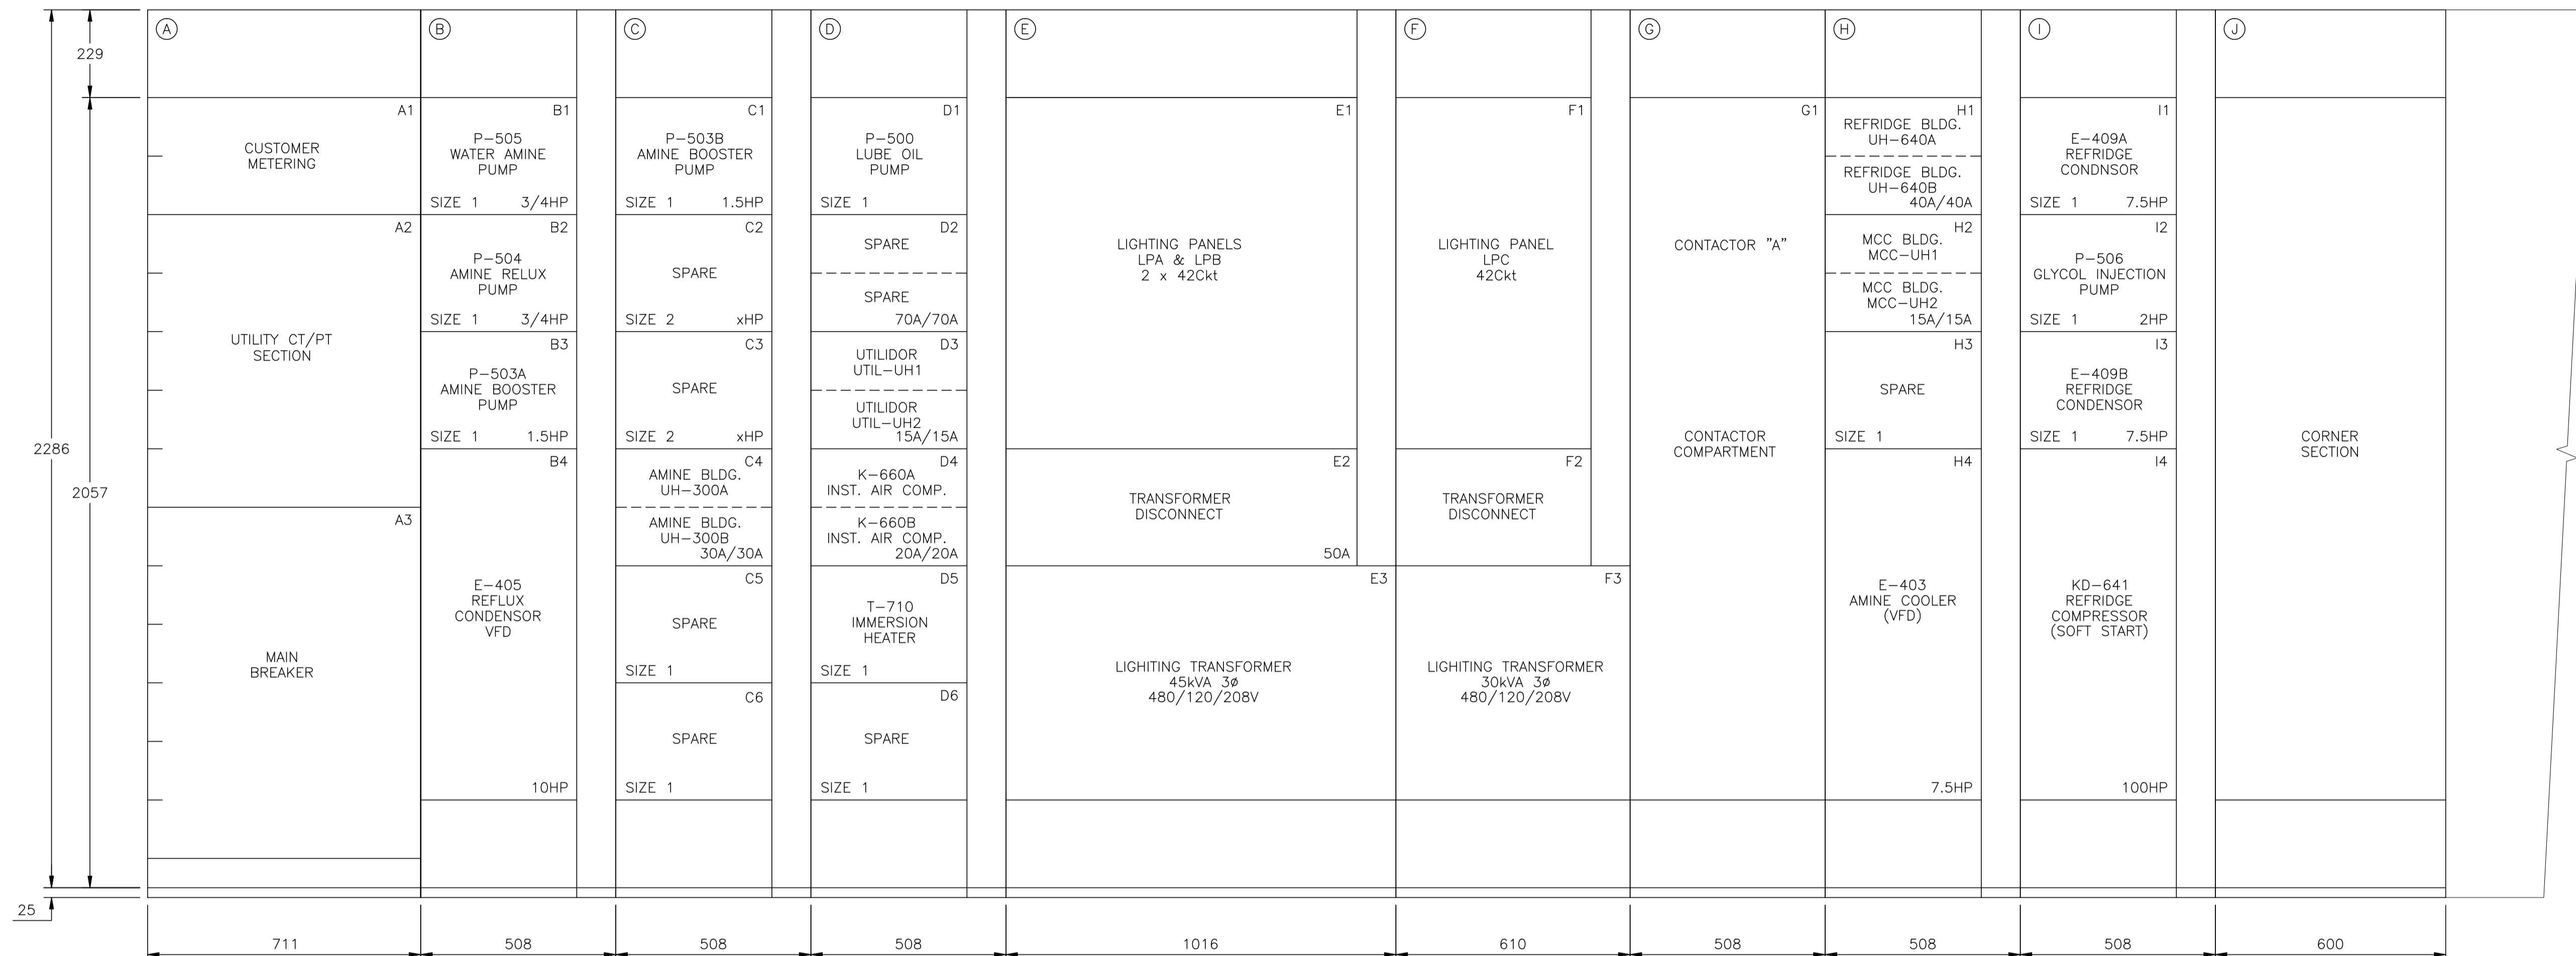 A
B
C
D
E
F
G
H
I
J
229
2286
2057
25
A1
CUSTOMER
METERING
A2
UTILITY CT/PT
SECTION
A3
MAIN
BREAKER
B1
P-505
WATER AMINE
PUMP
SIZE 1 3/4HP
B2
P-504
AMINE RELUX
PUMP
SIZE 1 3/4HP
B3
P-503A
AMINE BOOSTER
PUMP
SIZE 1 1.5HP
B4
E-405
REFLUX
CONDENSOR
VFD
10HP
C1
P-503B
AMINE BOOSTER
PUMP
SIZE 1 1.5HP
C2
SPARE
SIZE 2 xHP
C3
SPARE
SIZE 2 xHP
C4
AMINE BLDG.
UH-300A
AMINE BLDG.
UH-300B
30A/30A
C5
SPARE
SIZE 1
C6
SPARE
SIZE 1
D1
P-500
LUBE OIL
PUMP
SIZE 1
D2
SPARE
SPARE
70A/70A
D3
UTILIDOR
UTIL-UH1
UTILIDOR
UTIL-UH2
15A/15A
D4
K-660A
INST. AIR COMP.
K-660B
INST. AIR COMP.
20A/20A
D5
T-710
IMMERSION
HEATER
SIZE 1
D6
SPARE
SIZE 1
E1
LIGHTING PANELS
LPA & LPB
2 x 42Ckt
E2
TRANSFORMER
DISCONNECT
50A
E3
LIGHITING TRANSFORMER
45kVA 3ø
480/120/208V
F1
LIGHTING PANEL
LPC
42Ckt
F2
TRANSFORMER
DISCONNECT
F3
LIGHITING TRANSFORMER
30kVA 3ø
480/120/208V
G1
CONTACTOR "A"
CONTACTOR
COMPARTMENT
H1
REFRIDGE BLDG.
UH-640A
REFRIDGE BLDG.
UH-640B
40A/40A
H2
MCC BLDG.
MCC-UH1
MCC BLDG.
MCC-UH2
15A/15A
H3
SPARE
SIZE 1
H4
E-403
AMINE COOLER
(VFD)
7.5HP
I1
E-409A
REFRIDGE
CONDNSOR
SIZE 1 7.5HP
I2
P-506
GLYCOL INJECTION
PUMP
SIZE 1 2HP
I3
E-409B
REFRIDGE
CONDENSOR
SIZE 1 7.5HP
I4
KD-641
REFRIDGE
COMPRESSOR
(SOFT START)
100HP
CORNER
SECTION
711
508
508
508
1016
610
508
508
508
600